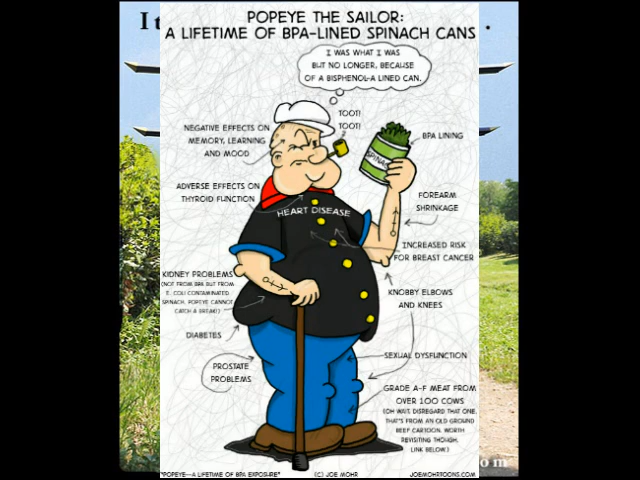 I t
.
POPEYE THE SAILOR:
A LIFETIME OF BPA-LINED SPINACH CANS
I WAS WHAT I WAS
BUT NO LONGER, BECAUSE
OF A BISPHENOL-A LINED CAN.
TOOT!
TOOT!
NEGATIVE EFFECTS ON
MEMORY, LEARNING
AND MOOD
BPA LINING
SPINAC
ADVERSE EFFECTS ON
THYROID FUNCTION
HEART DISEASE
FOREARM
SHRINKAGE
INCREASED RISK
FOR BREAST CANCER
KIDNEY PROBLEMS
(NOT FROM BPA BUT FROM
E. COLI CONTAMINATED
SPINACH. POPEYE CANNOT
CATCH A BREAK!)
KNOBBY ELBOWS
AND KNEES
DIABETES
SEXUAL DYSFUNCTION
PROSTATE
PROBLEMS
GRADE A-F MEAT FROM
OVER 100 COWS
(OH WAIT, DISREGARD THAT ONE.
THAT'S FROM AN OLD GROUND
BEEF CARTOON. WORTH
REVISITING THOUGH.
LINK BELOW.)
om
"POPEYE—A LIFETIME OF BPA EXPOSURE"
(C) JOE MOHR
JOEMOHRTOONS.COM